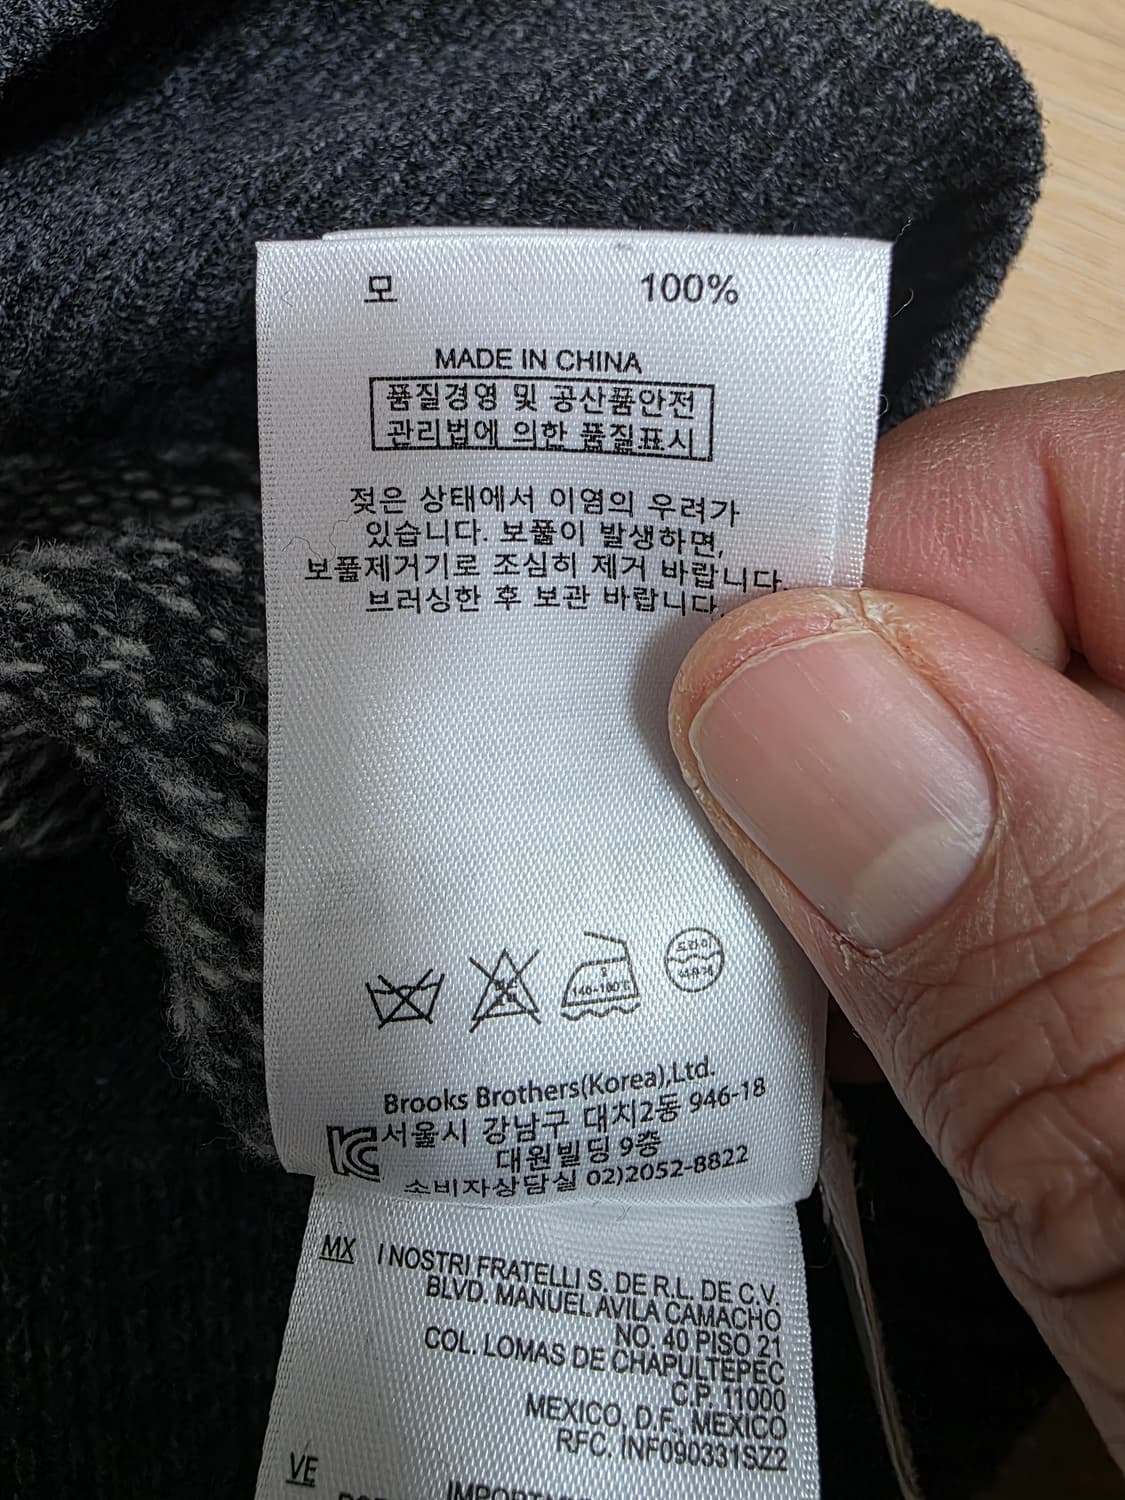 모 100%
MADE IN CHINA
품질경영 및 공산품안전
관리법에 의한 품질표시
젖은 상태에서 이염의 우려가
있습니다. 보풀이 발생하면,
보풀제거기로 조심히 제거 바랍니다.
브러싱한 후 보관 바랍니다.
140~160℃
드라이
석유계
Brooks Brothers(Korea),Ltd.
서울시 강남구 대치2동 946-18
대원빌딩 9층
소비자상담실 02)2052-8822
MX I NOSTRI FRATELLI S. DE R.L. DE C.V.
BLVD. MANUEL AVILA CAMACHO
NO. 40 PISO 21
COL. LOMAS DE CHAPULTEPEC
C.P. 11000
MEXICO, D.F., MEXICO
RFC. INF090331SZ2
VE